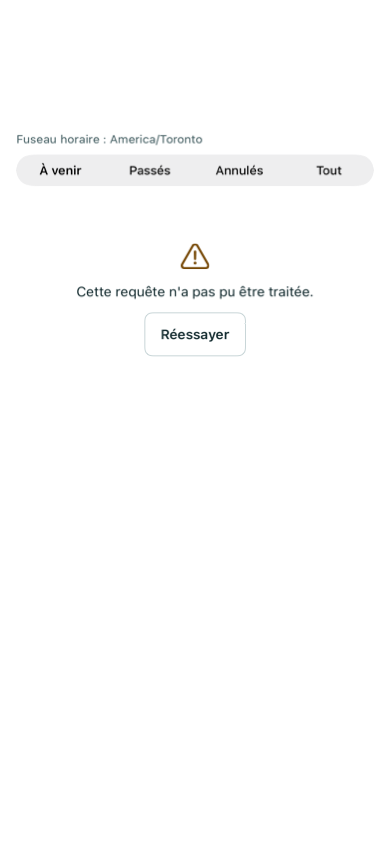 Fuseau horaire : America/Toronto
À venir Passés Annulés Tout
Cette requête n'a pas pu être traitée.
Réessayer